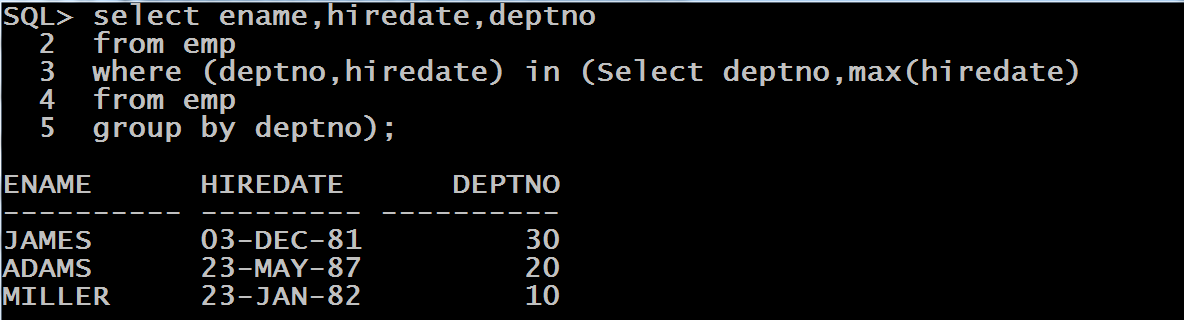 SQL> select ename,hiredate,deptno
2 from emp
3 where (deptno,hiredate) in (Select deptno,max(hiredate)
4 from emp
5 group by deptno);
ENAME HIREDATE DEPTNO
---------- --------- ----------
JAMES 03-DEC-81 30
ADAMS 23-MAY-87 20
MILLER 23-JAN-82 10